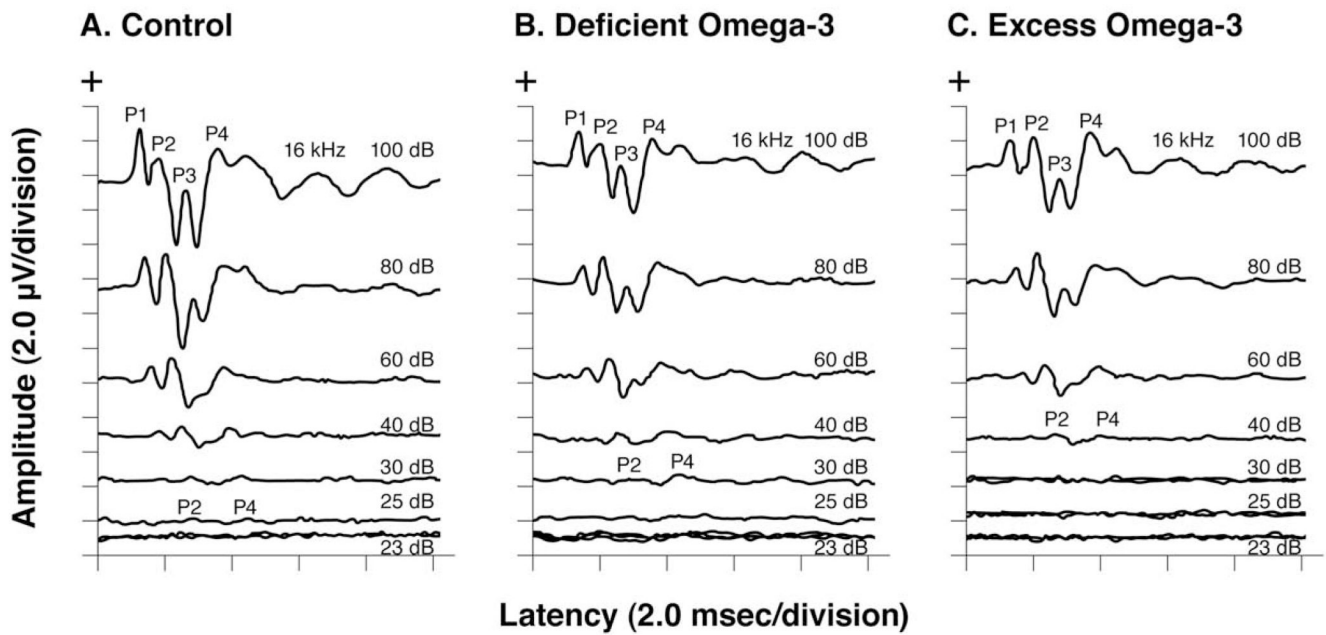 A. Control
B. Deficient Omega-3
C. Excess Omega-3
+
+
+
Amplitude (2.0 µV/division)
P1
P2
P3
P4
16 kHz
100 dB
80 dB
60 dB
40 dB
30 dB
P2
P4
25 dB
23 dB
P1
P2
P3
P4
16 kHz
100 dB
80 dB
60 dB
40 dB
P2
P4
30 dB
25 dB
23 dB
P1
P2
P3
P4
16 kHz
100 dB
80 dB
60 dB
P2
P4
40 dB
30 dB
25 dB
23 dB
Latency (2.0 msec/division)